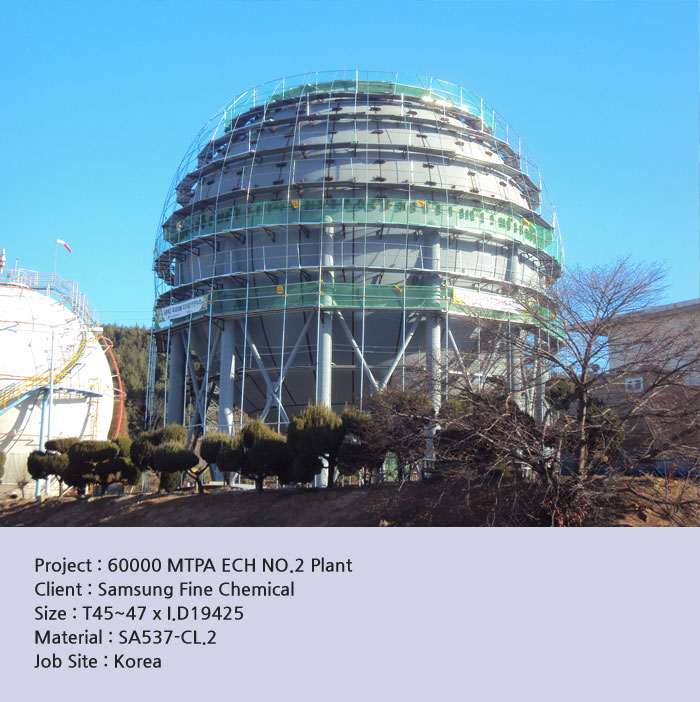 Project : 60000 MTPA ECH NO.2 Plant
Client : Samsung Fine Chemical
Size : T45~47 x I.D19425
Material : SA537-CL.2
Job Site : Korea